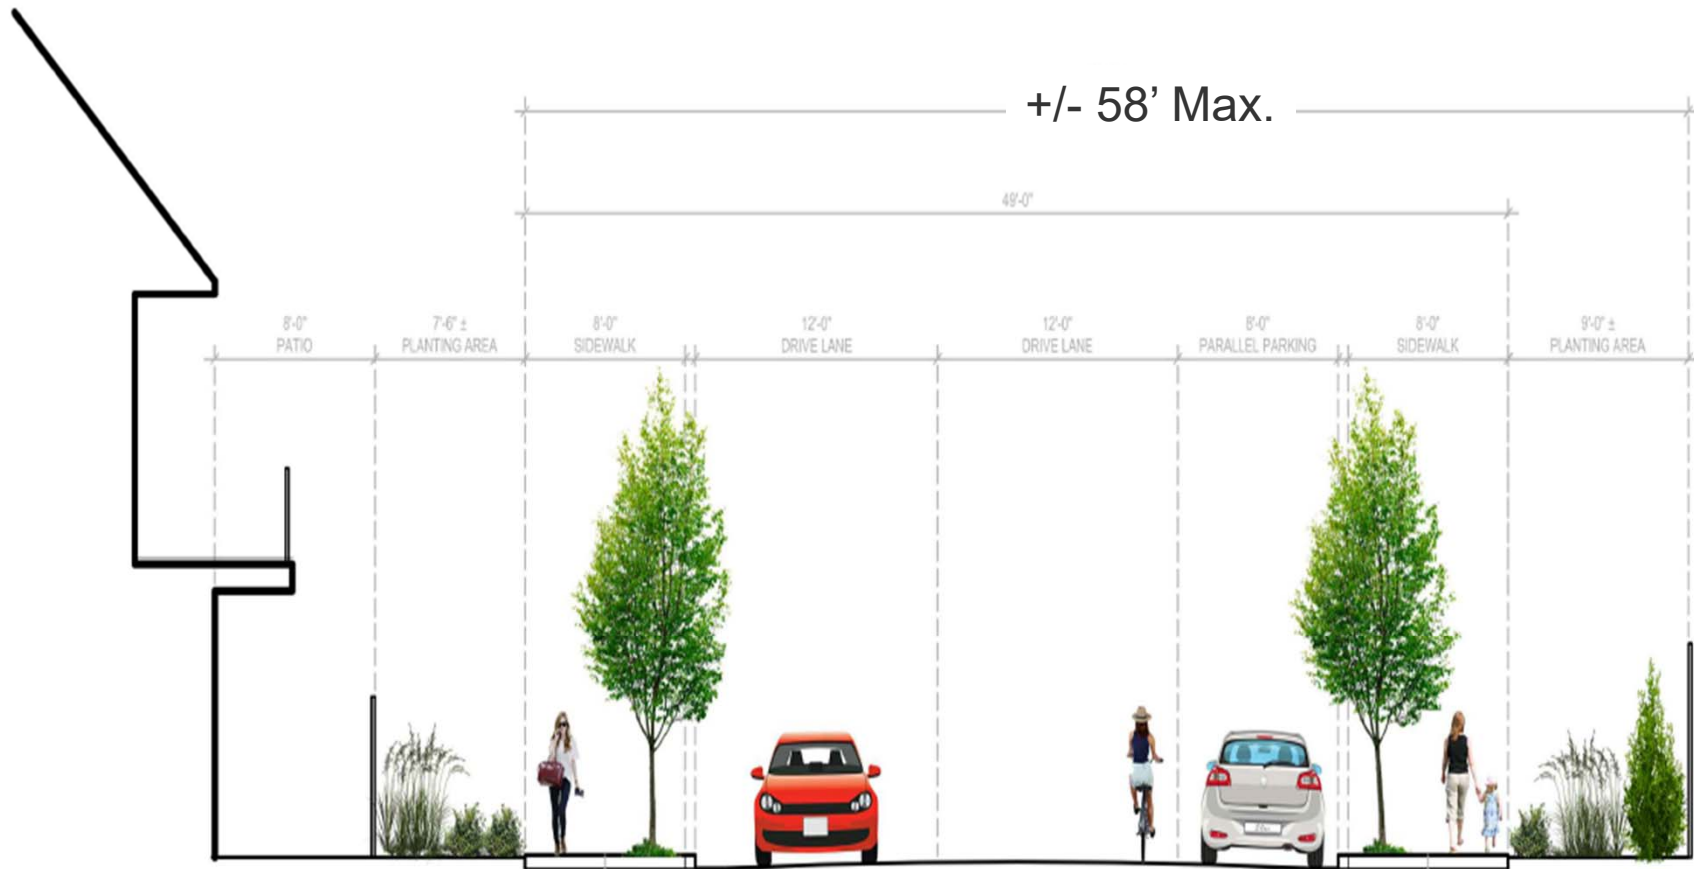 +/- 58’ Max.
49'-0"
8'-0"
PATIO
7'-6" ±
PLANTING AREA
8'-0"
SIDEWALK
12'-0"
DRIVE LANE
12'-0"
DRIVE LANE
8'-0"
PARALLEL PARKING
8'-0"
SIDEWALK
9'-0" ±
PLANTING AREA